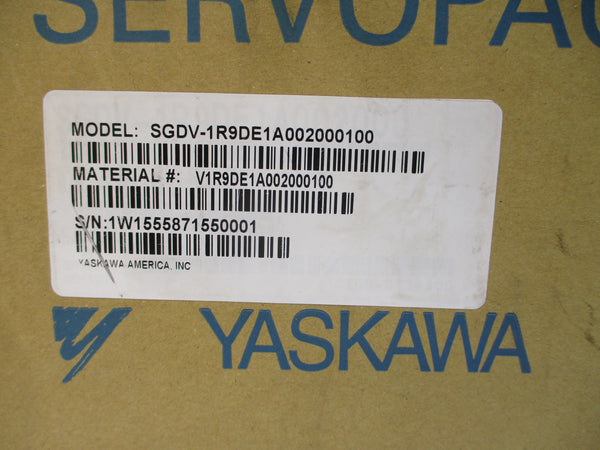 SERVOPAC
MODEL: SGDV-1R9DE1A002000100
MATERIAL #: V1R9DE1A002000100
S/N:1W1555871550001
YASKAWA AMERICA, INC
YASKAWA